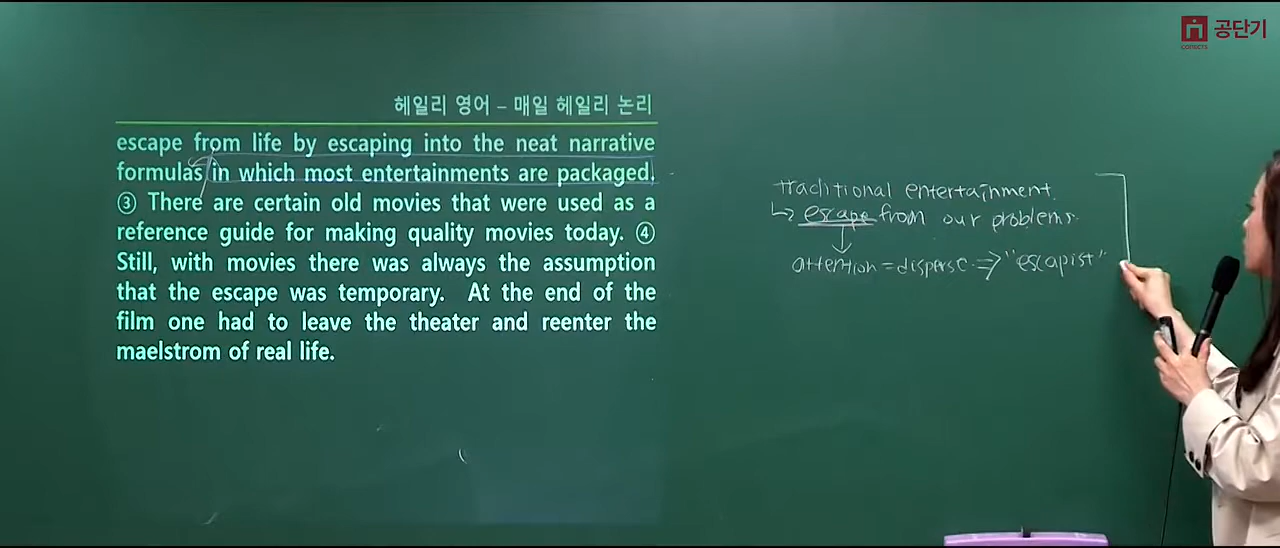 공단기
conects
헤일리 영어 – 매일 헤일리 논리
escape from life by escaping into the neat narrative
formulas in which most entertainments are packaged.
③ There are certain old movies that were used as a
reference guide for making quality movies today. ④
Still, with movies there was always the assumption
that the escape was temporary. At the end of the
film one had to leave the theater and reenter the
maelstrom of real life.
traditional entertainment.
↳ escape from our problems.
↓
attention = disperse. ⇒ "escapist"